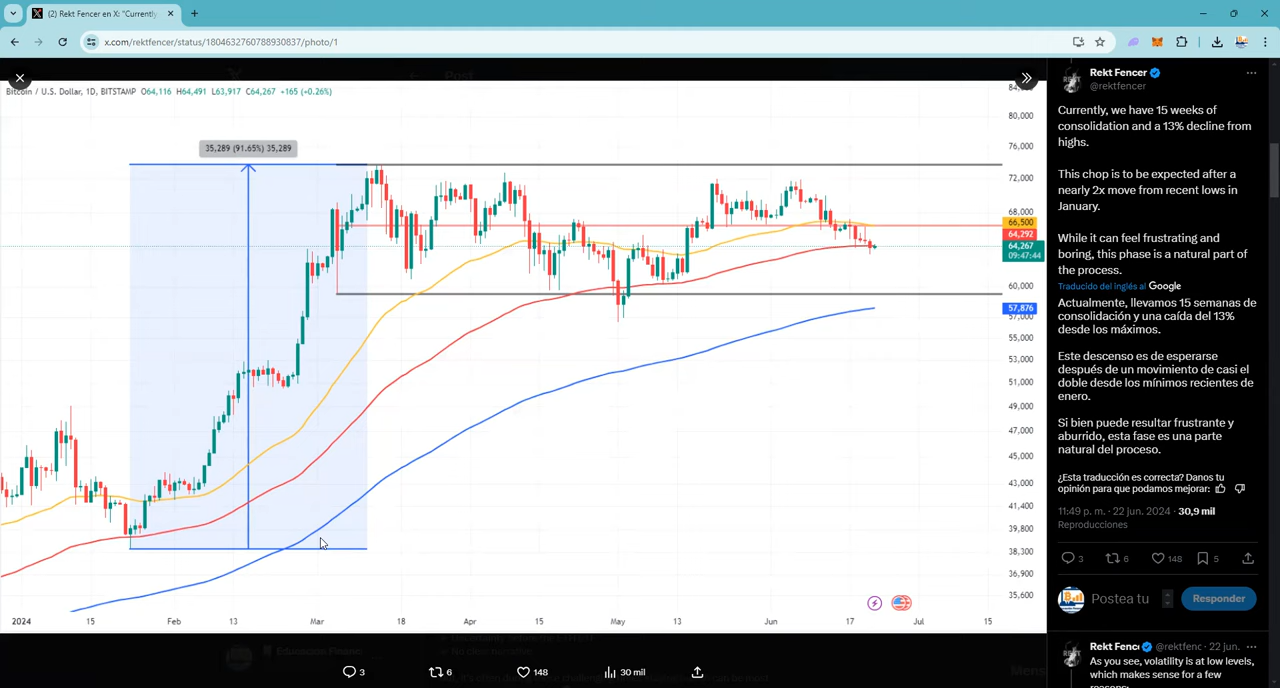 (2) Rekt Fencer en X: "Currently
x.com/rektfencer/status/1804632760788930837/photo/1
Post
Bitcoin / U.S. Dollar, 1D, BITSTAMP O64,116 H64,491 L63,917 C64,267 +165 (+0.26%)
35,289 (91.65%) 35,289
80,000
76,000
72,000
68,000
66,500
64,292
64,267
09:47:44
60,000
57,876
57,000
55,000
53,000
51,000
49,000
47,000
45,000
43,000
41,400
39,800
38,300
36,900
35,600
2024
15
Feb
13
Mar
18
Apr
15
May
13
Jun
17
Jul
15
3
6
148
30 mil
Rekt Fencer
@rektfencer
Currently, we have 15 weeks of
consolidation and a 13% decline from
highs.
This chop is to be expected after a
nearly 2x move from recent lows in
January.
While it can feel frustrating and
boring, this phase is a natural part of
the process.
Traducido del inglés al Google
Actualmente, llevamos 15 semanas de
consolidación y una caída del 13%
desde los máximos.
Este descenso es de esperarse
después de un movimiento de casi el
doble desde los mínimos recientes de
enero.
Si bien puede resultar frustrante y
aburrido, esta fase es una parte
natural del proceso.
¿Esta traducción es correcta? Danos tu
opinión para que podamos mejorar:
11:49 p. m. · 22 jun. 2024 · 30,9 mil
Reproducciones
3
6
148
5
Postea tu
Responder
Rekt Fenc @rektfenc · 22 jun.
As you see, volatility is at low levels,
which makes sense for a few